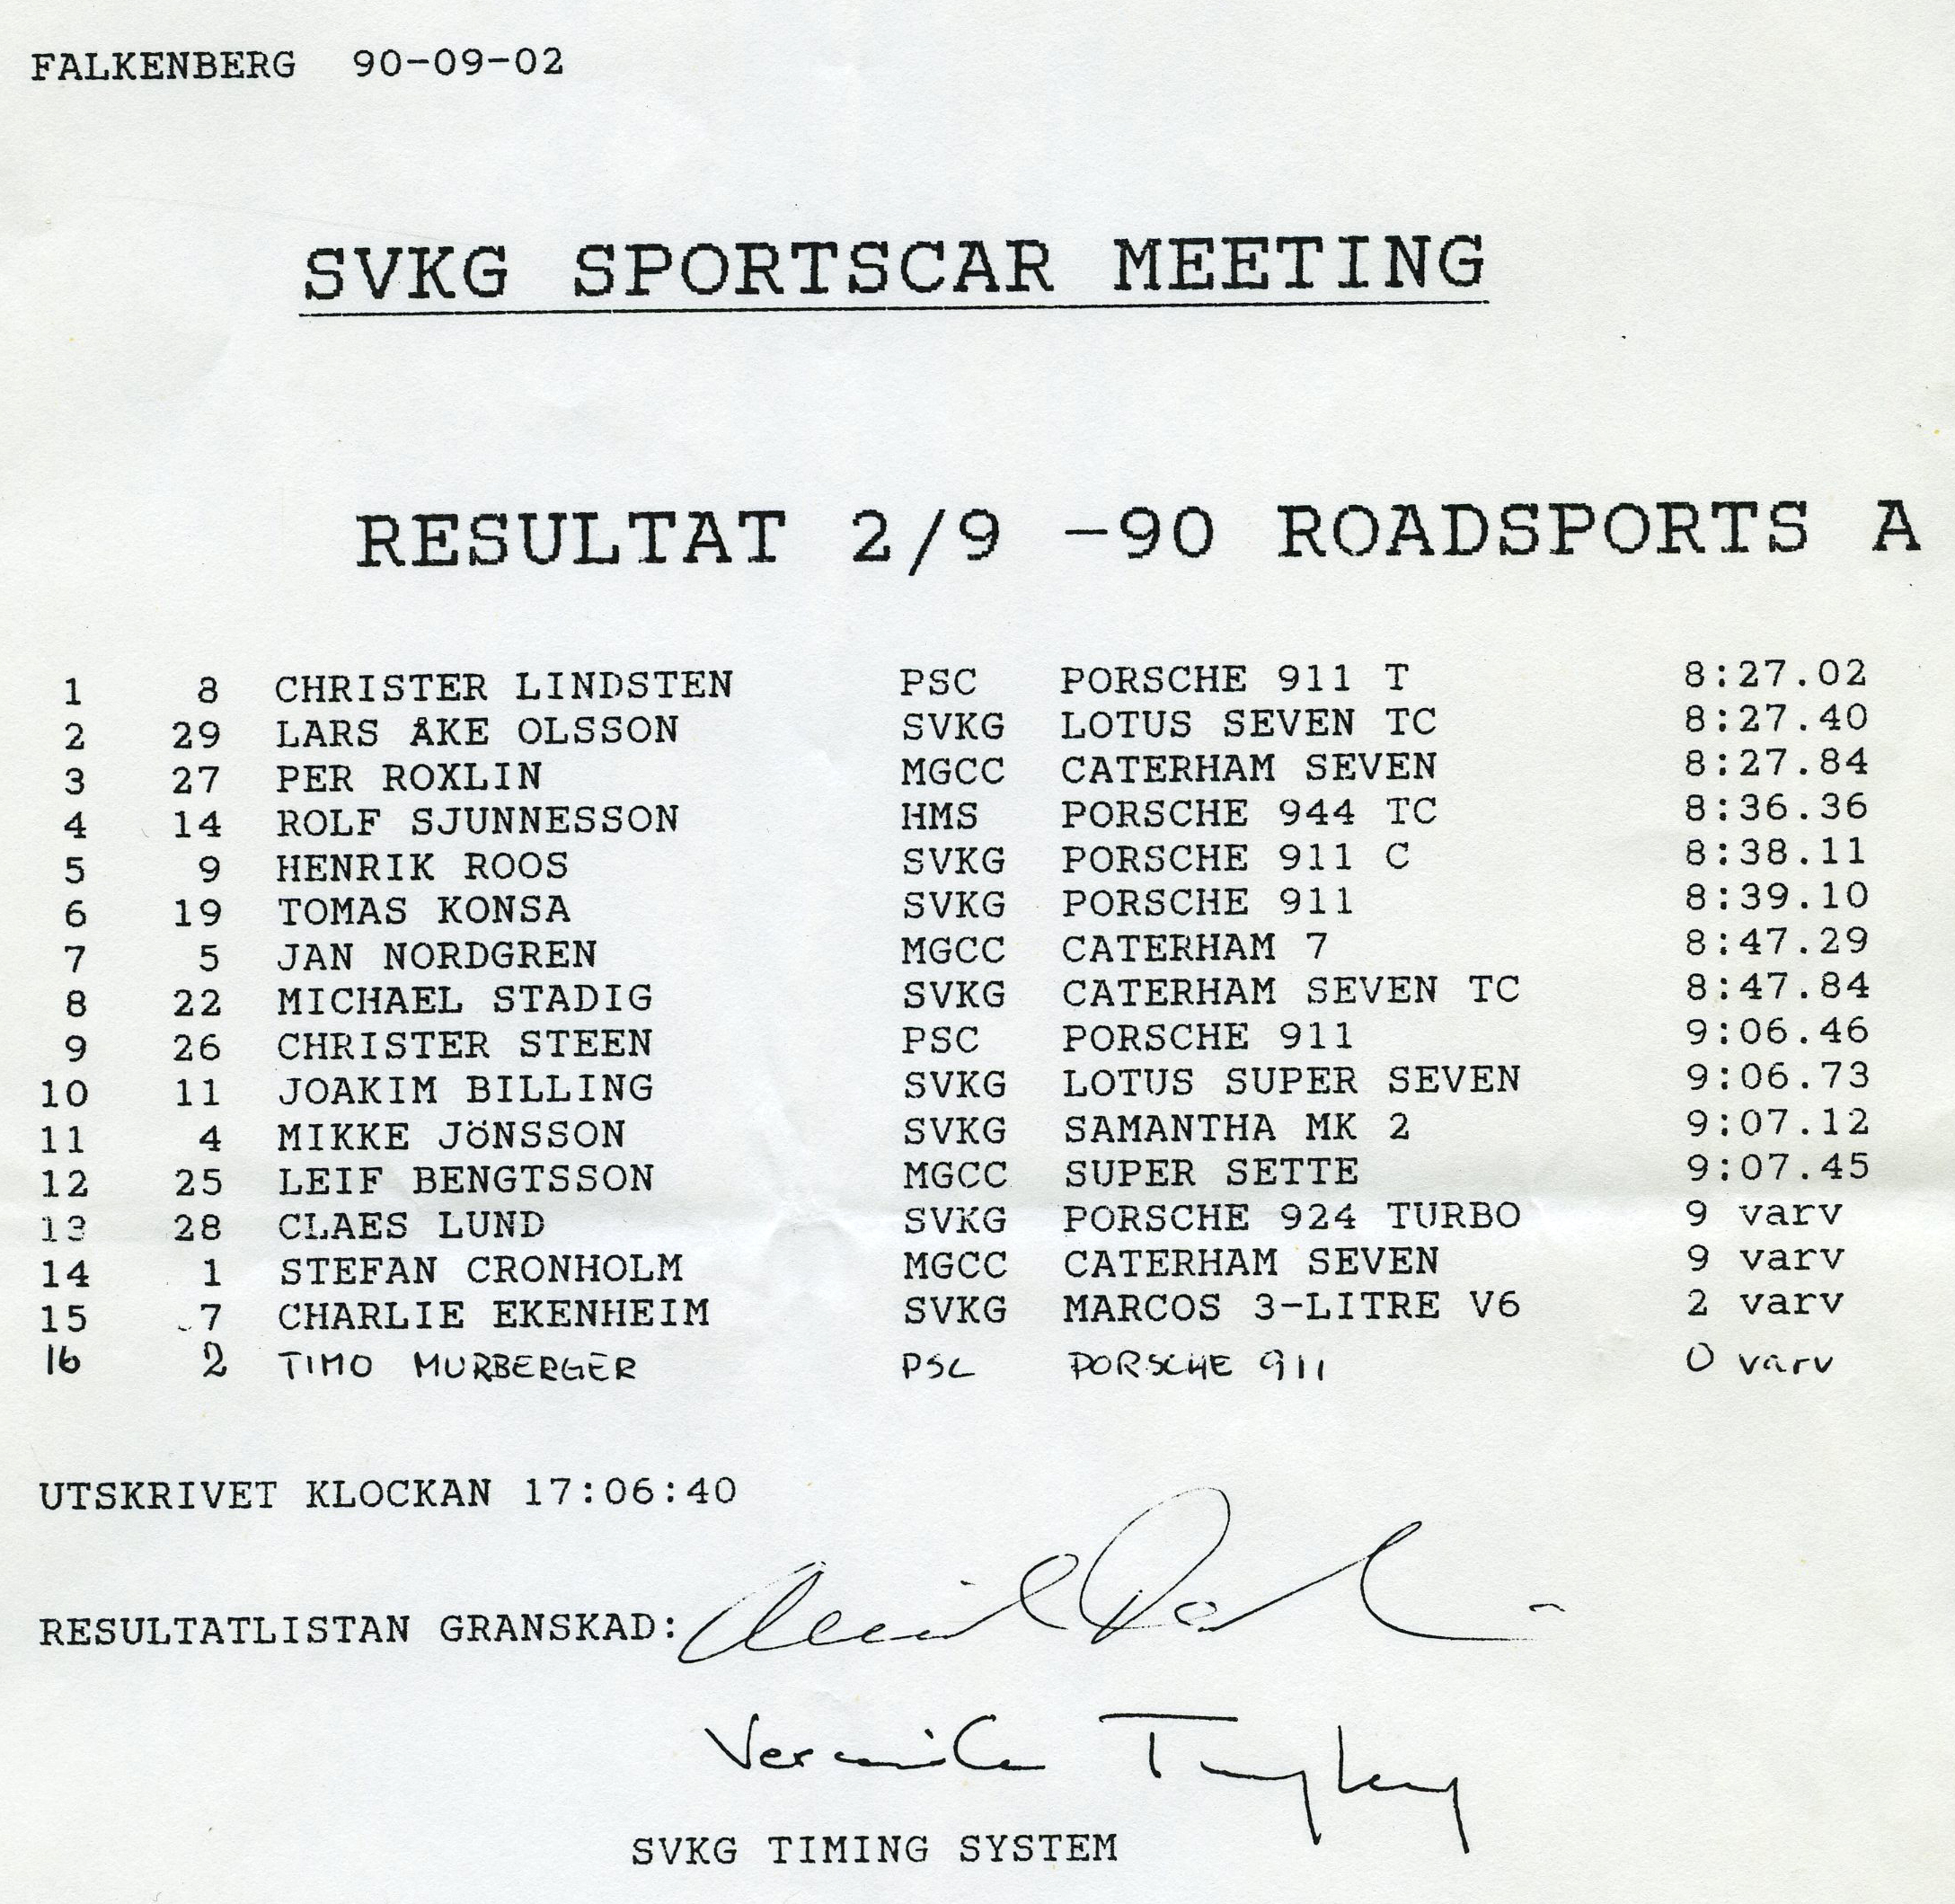 FALKENBERG 90-09-02
SVKG SPORTSCAR MEETING
RESULTAT 2/9 -90 ROADSPORTS A
1 8 CHRISTER LINDSTEN PSC PORSCHE 911 T 8:27.02
2 29 LARS ÅKE OLSSON SVKG LOTUS SEVEN TC 8:27.40
3 27 PER ROXLIN MGCC CATERHAM SEVEN 8:27.84
4 14 ROLF SJUNNESSON HMS PORSCHE 944 TC 8:36.36
5 9 HENRIK ROOS SVKG PORSCHE 911 C 8:38.11
6 19 TOMAS KONSA SVKG PORSCHE 911 8:39.10
7 5 JAN NORDGREN MGCC CATERHAM 7 8:47.29
8 22 MICHAEL STADIG SVKG CATERHAM SEVEN TC 8:47.84
9 26 CHRISTER STEEN PSC PORSCHE 911 9:06.46
10 11 JOAKIM BILLING SVKG LOTUS SUPER SEVEN 9:06.73
11 4 MIKKE JÖNSSON SVKG SAMANTHA MK 2 9:07.12
12 25 LEIF BENGTSSON MGCC SUPER SETTE 9:07.45
13 28 CLAES LUND SVKG PORSCHE 924 TURBO 9 varv
14 1 STEFAN CRONHOLM MGCC CATERHAM SEVEN 9 varv
15 7 CHARLIE EKENHEIM SVKG MARCOS 3-LITRE V6 2 varv
16 2 TIMO MURBERGER PSC PORSCHE 911 0 varv
UTSKRIVET KLOCKAN 17:06:40
RESULTATLISTAN GRANSKAD:
SVKG TIMING SYSTEM